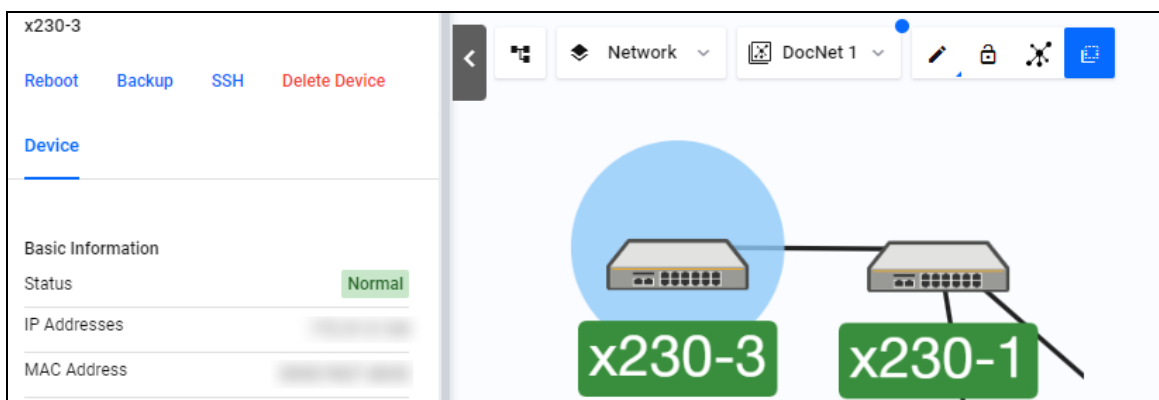 x230-3
Reboot Backup SSH Delete Device
Device
Basic Information
Status Normal
IP Addresses
MAC Address
Network DocNet 1
x230-3 x230-1